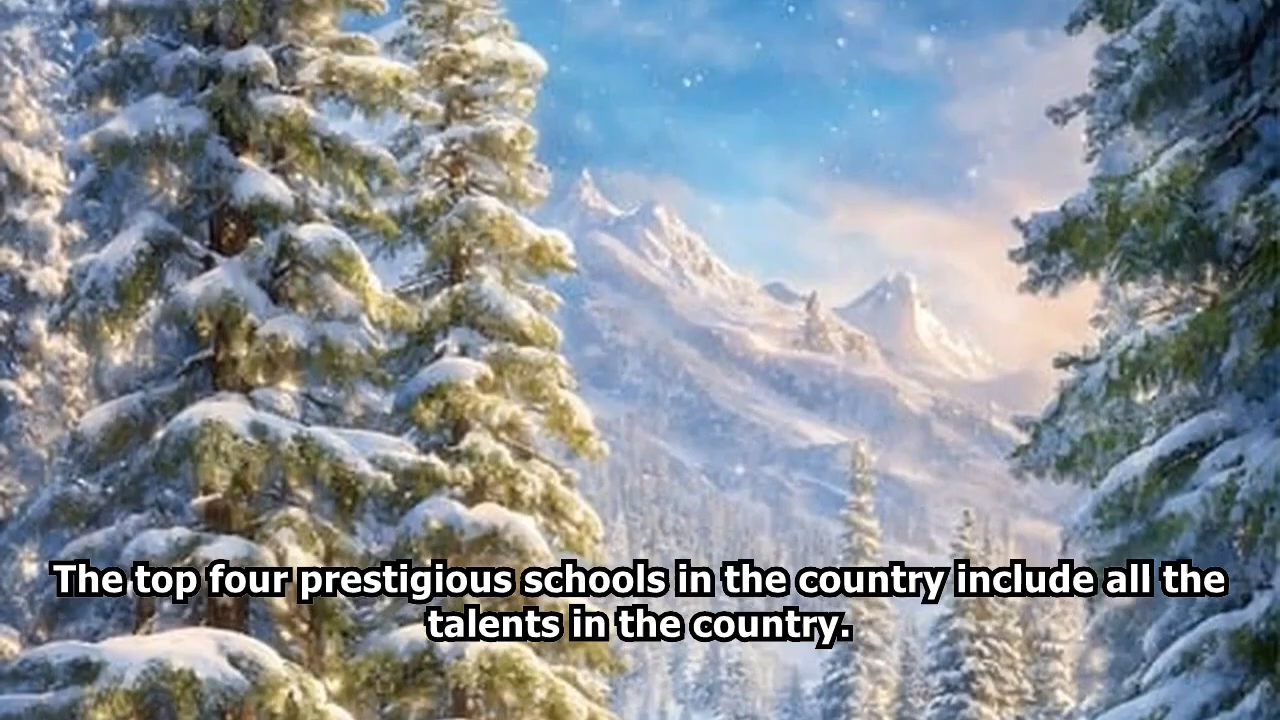 The top four prestigious schools in the country include all the
talents in the country.